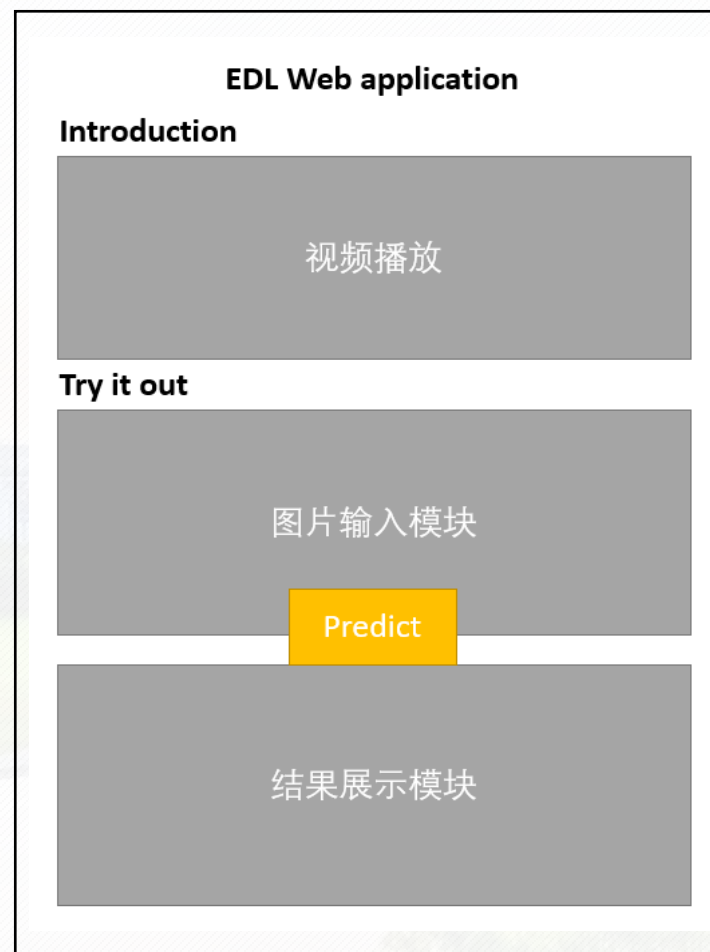 EDL Web application
Introduction
视频播放
Try it out
图片输入模块
Predict
结果展示模块